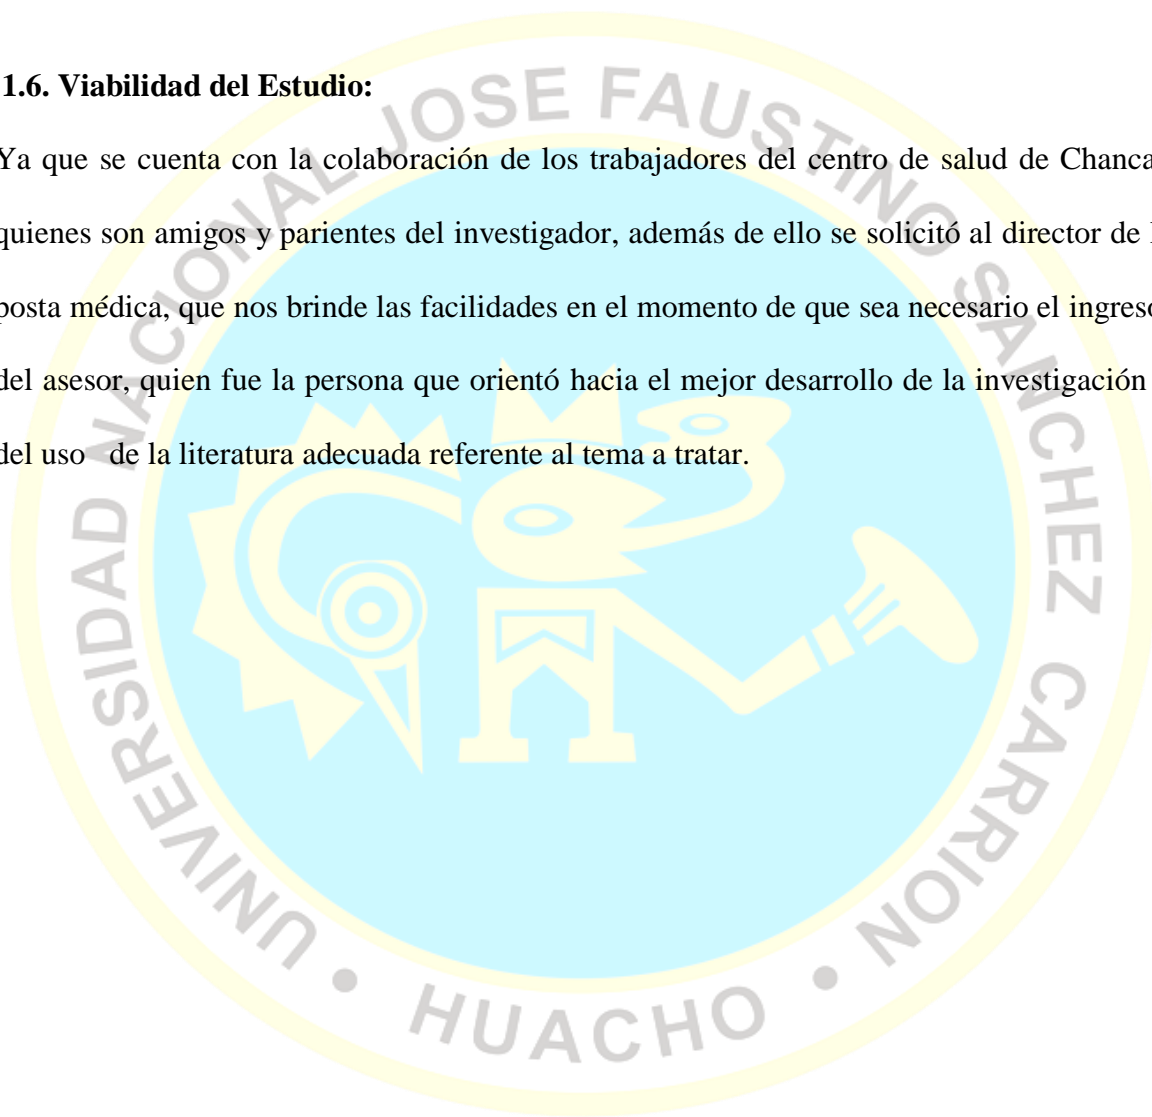 1.6. Viabilidad del Estudio:
Ya que se cuenta con la colaboración de los trabajadores del centro de salud de Chanca
quienes son amigos y parientes del investigador, además de ello se solicitó al director de
posta médica, que nos brinde las facilidades en el momento de que sea necesario el ingreso
del asesor, quien fue la persona que orientó hacia el mejor desarrollo de la investigación
del uso de la literatura adecuada referente al tema a tratar.
UNIVERSIDAD NACIONAL JOSE FAUSTINO SANCHEZ CARRION • HUACHO •